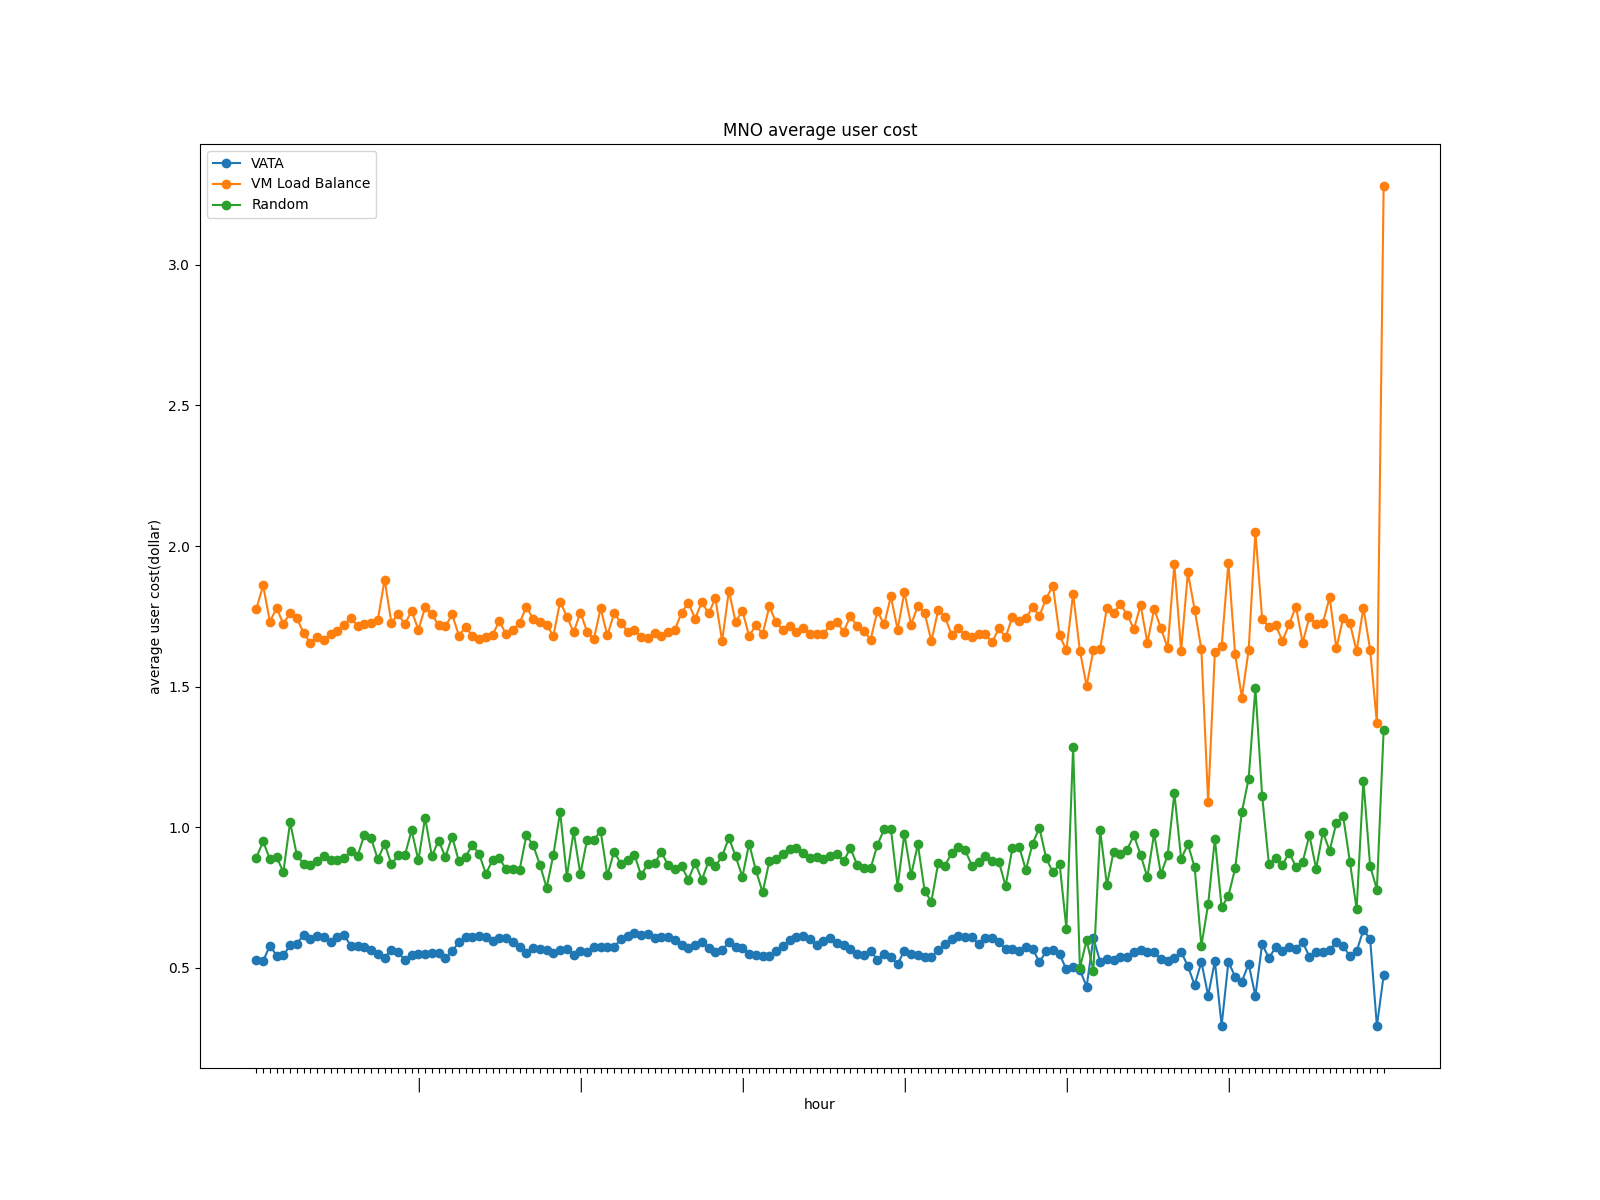 MNO average user cost
VATA
VM Load Balance
Random
3.0
2.5
2.0
1.5
1.0
0.5
average user cost(dollar)
| | | | | |
hour